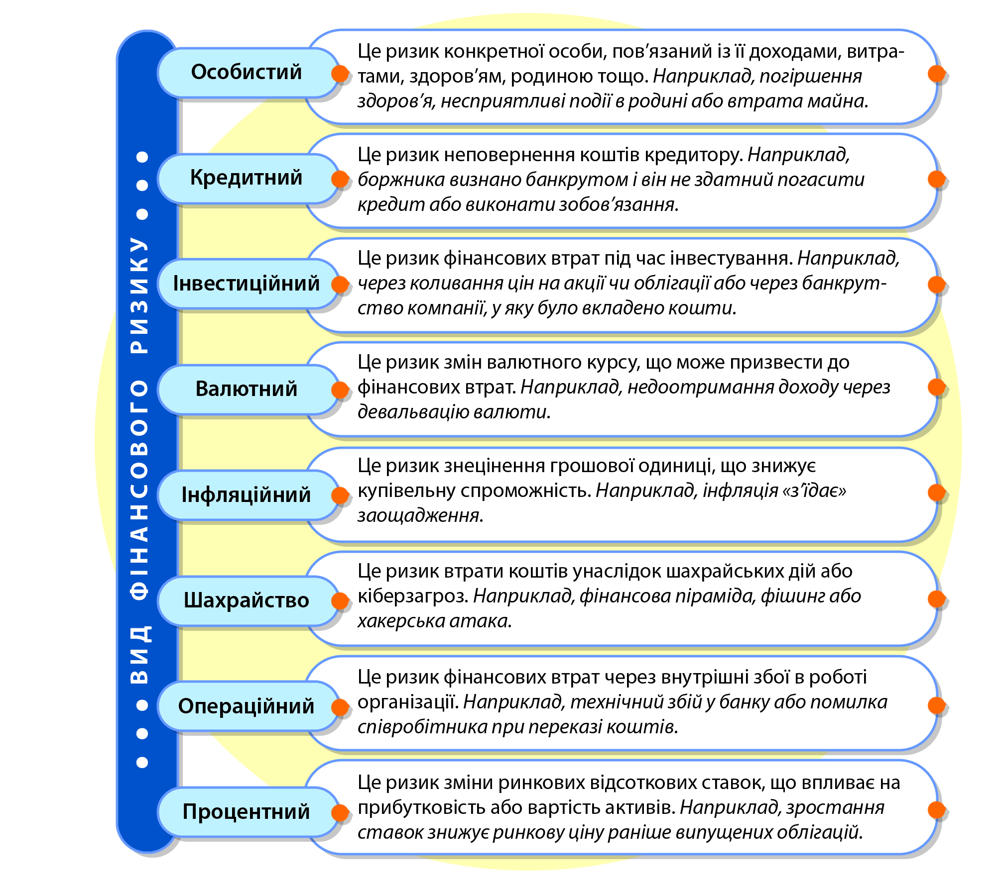 ВИД ФІНАНСОВОГО РИЗИКУ
Особистий
Це ризик конкретної особи, пов’язаний із її доходами, витра-
тами, здоров’ям, родиною тощо. Наприклад, погіршення
здоров’я, несприятливі події в родині або втрата майна.
Кредитний
Це ризик неповернення коштів кредитору. Наприклад,
боржника визнано банкрутом і він не здатний погасити
кредит або виконати зобов’язання.
Інвестиційний
Це ризик фінансових втрат під час інвестування. Наприклад,
через коливання цін на акції чи облігації або через банкрут-
ство компанії, у яку було вкладено кошти.
Валютний
Це ризик змін валютного курсу, що може призвести до
фінансових втрат. Наприклад, недоотримання доходу через
девальвацію валюти.
Інфляційний
Це ризик знецінення грошової одиниці, що знижує
купівельну спроможність. Наприклад, інфляція «з’їдає»
заощадження.
Шахрайство
Це ризик втрати коштів унаслідок шахрайських дій або
кіберзагроз. Наприклад, фінансова піраміда, фішинг або
хакерська атака.
Операційний
Це ризик фінансових втрат через внутрішні збої в роботі
організації. Наприклад, технічний збій у банку або помилка
співробітника при переказі коштів.
Процентний
Це ризик зміни ринкових відсоткових ставок, що впливає на
прибутковість або вартість активів. Наприклад, зростання
ставок знижує ринкову ціну раніше випущених облігацій.